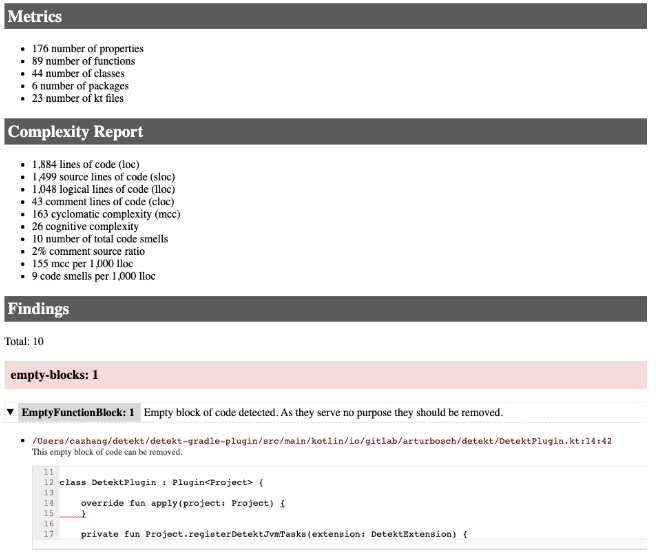 Metrics
176 number of properties
89 number of functions
44 number of classes
6 number of packages
23 number of kt files
Complexity Report
1,884 lines of code (loc)
1,499 source lines of code (sloc)
1,048 logical lines of code (lloc)
43 comment lines of code (cloc)
163 cyclomatic complexity (mcc)
26 cognitive complexity
10 number of total code smells
2% comment source ratio
155 mcc per 1,000 lloc
9 code smells per 1,000 lloc
Findings
Total: 10
empty-blocks: 1
EmptyFunctionBlock: 1 Empty block of code detected. As they serve no purpose they should be removed.
/Users/cazhang/detekt/detekt-gradle-plugin/src/main/kotlin/io/gitlab/arturbosch/detekt/DetektPlugin.kt:14:42
This empty block of code can be removed.
11
12 class DetektPlugin : Plugin<Project> {
13
14 override fun apply(project: Project) {
15 }
16
17 private fun Project.registerDetektJvmTasks(extension: DetektExtension) {